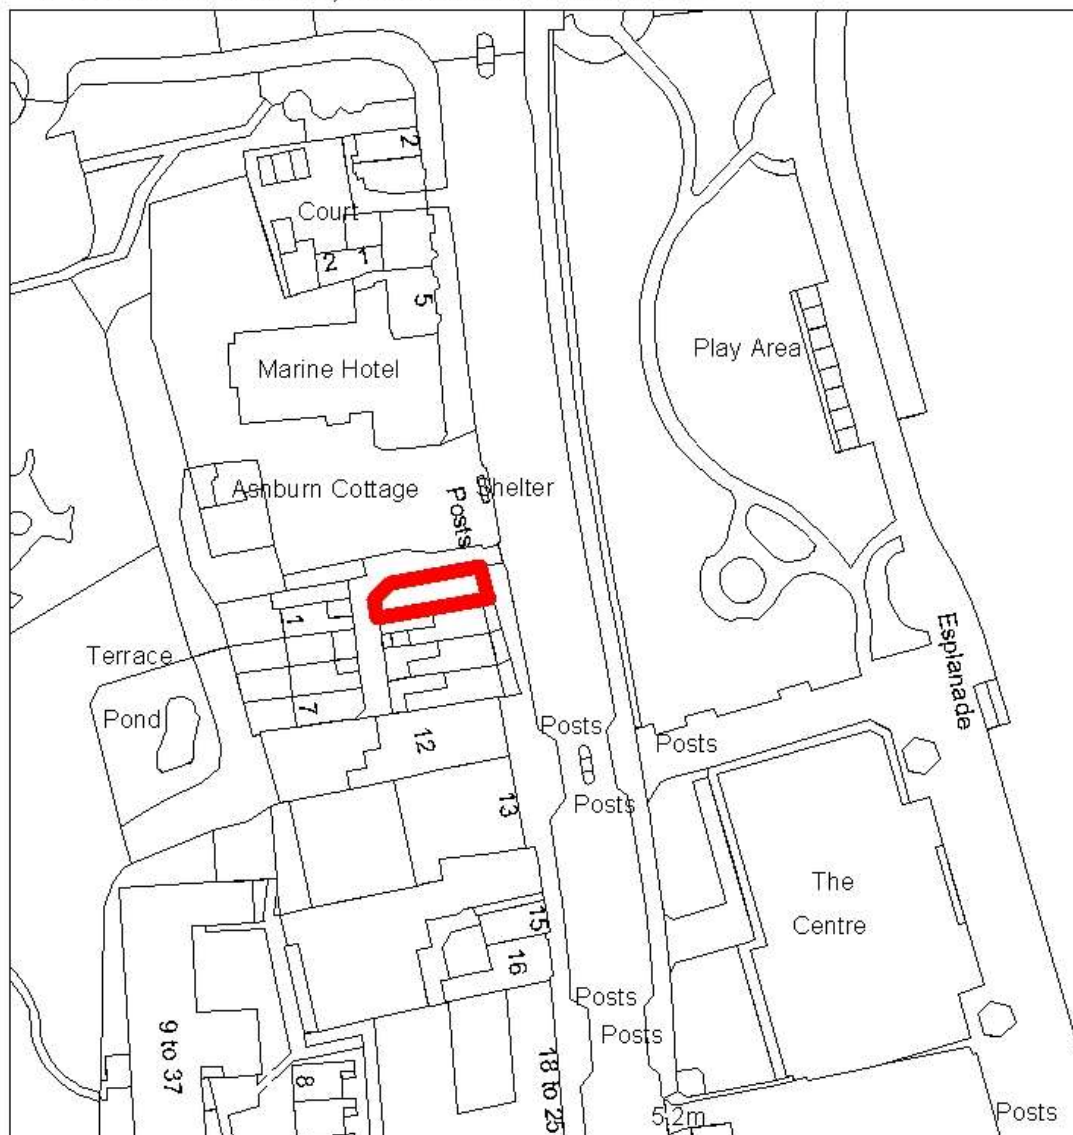 2
Court
2
1
5
Marine Hotel
Play Area
Ashburn Cottage
Shelter
Posts
1
Terrace
Pond
7
Esplanade
12
Posts
Posts
Posts
13
The
Centre
15
16
Posts
Posts
9 to 37
8
18 to 25
5.2m
Posts